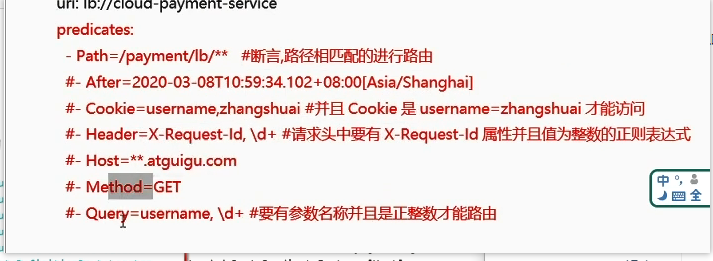 uri: lb://cloud-payment-service
predicates:
- Path=/payment/lb/** #断言,路径相匹配的进行路由
#- After=2020-03-08T10:59:34.102+08:00[Asia/Shanghai]
#- Cookie=username,zhangshuai #并且 Cookie 是 username=zhangshuai 才能访问
#- Header=X-Request-Id, \d+ #请求头中要有 X-Request-Id 属性并且值为整数的正则表达式
#- Host=**.atguigu.com
#- Method=GET
#- Query=username, \d+ #要有参数名称并且是正整数才能路由
中
全